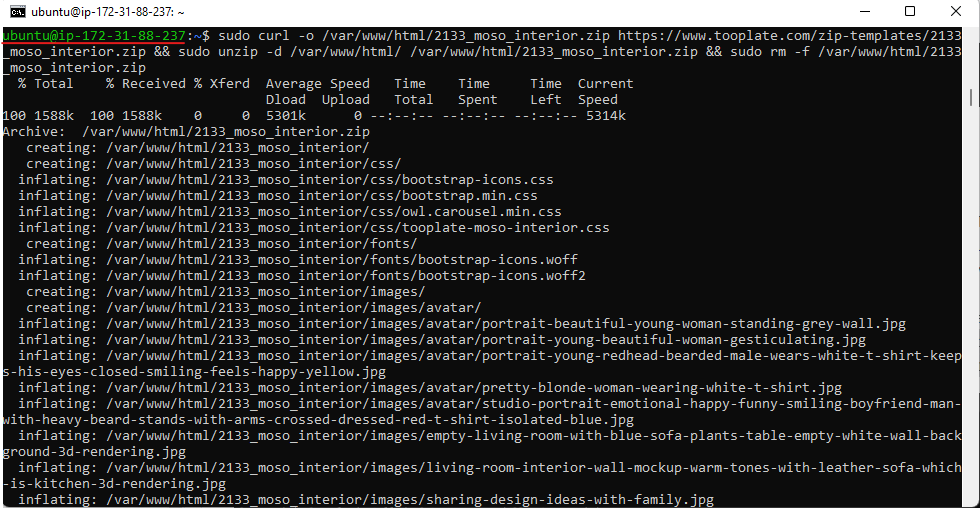 ubuntu@ip-172-31-88-237: ~
ubuntu@ip-172-31-88-237:~$ sudo curl -o /var/www/html/2133_moso_interior.zip https://www.tooplate.com/zip-templates/2133
_moso_interior.zip && sudo unzip -d /var/www/html/ /var/www/html/2133_moso_interior.zip && sudo rm -f /var/www/html/2133
_moso_interior.zip
  % Total    % Received % Xferd  Average Speed   Time    Time     Time  Current
                                 Dload  Upload   Total   Spent    Left  Speed
100 1588k  100 1588k    0     0  5301k      0 --:--:-- --:--:-- --:--:-- 5314k
Archive:  /var/www/html/2133_moso_interior.zip
   creating: /var/www/html/2133_moso_interior/
   creating: /var/www/html/2133_moso_interior/css/
  inflating: /var/www/html/2133_moso_interior/css/bootstrap-icons.css
  inflating: /var/www/html/2133_moso_interior/css/bootstrap.min.css
  inflating: /var/www/html/2133_moso_interior/css/owl.carousel.min.css
  inflating: /var/www/html/2133_moso_interior/css/tooplate-moso-interior.css
   creating: /var/www/html/2133_moso_interior/fonts/
  inflating: /var/www/html/2133_moso_interior/fonts/bootstrap-icons.woff
  inflating: /var/www/html/2133_moso_interior/fonts/bootstrap-icons.woff2
   creating: /var/www/html/2133_moso_interior/images/
   creating: /var/www/html/2133_moso_interior/images/avatar/
  inflating: /var/www/html/2133_moso_interior/images/avatar/portrait-beautiful-young-woman-standing-grey-wall.jpg
  inflating: /var/www/html/2133_moso_interior/images/avatar/portrait-young-beautiful-woman-gesticulating.jpg
  inflating: /var/www/html/2133_moso_interior/images/avatar/portrait-young-redhead-bearded-male-wears-white-t-shirt-keep
s-his-eyes-closed-smiling-feels-happy-yellow.jpg
  inflating: /var/www/html/2133_moso_interior/images/avatar/pretty-blonde-woman-wearing-white-t-shirt.jpg
  inflating: /var/www/html/2133_moso_interior/images/avatar/studio-portrait-emotional-happy-funny-smiling-boyfriend-man-
with-heavy-beard-stands-with-arms-crossed-dressed-red-t-shirt-isolated-blue.jpg
  inflating: /var/www/html/2133_moso_interior/images/empty-living-room-with-blue-sofa-plants-table-empty-white-wall-back
ground-3d-rendering.jpg
  inflating: /var/www/html/2133_moso_interior/images/living-room-interior-wall-mockup-warm-tones-with-leather-sofa-which
-is-kitchen-3d-rendering.jpg
  inflating: /var/www/html/2133_moso_interior/images/sharing-design-ideas-with-family.jpg